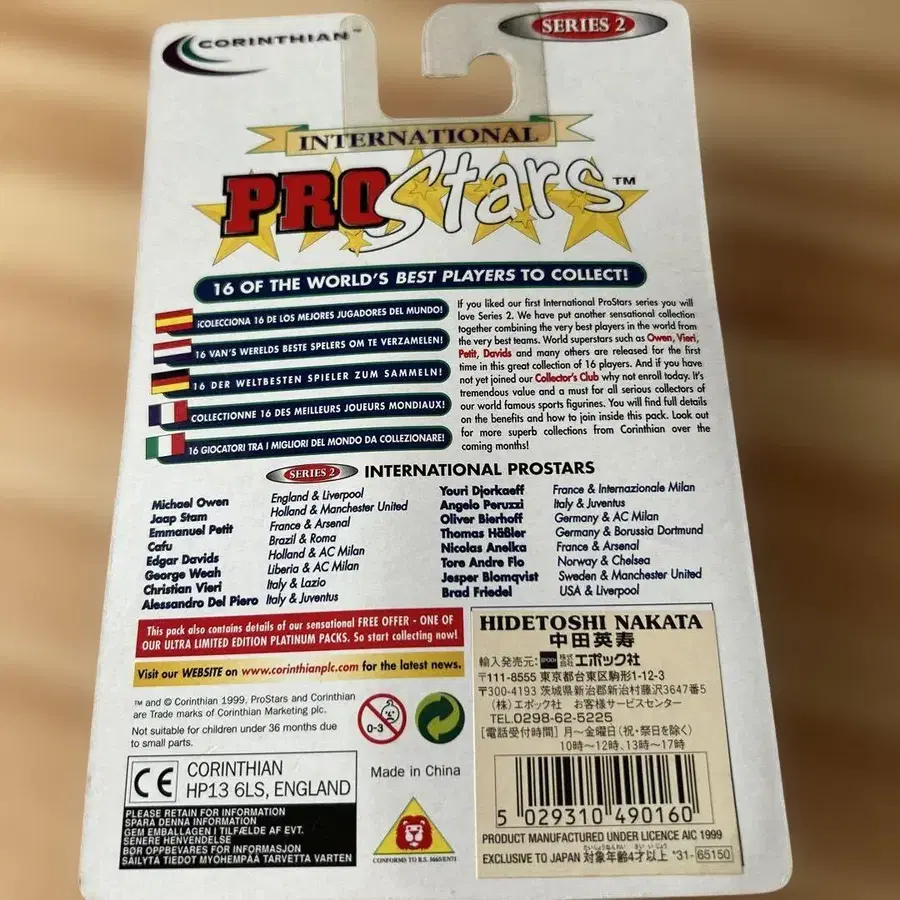 CORINTHIAN™
SERIES 2
INTERNATIONAL
PROStars™
16 OF THE WORLD'S BEST PLAYERS TO COLLECT!
¡COLECCIONA 16 DE LOS MEJORES JUGADORES DEL MUNDO!
16 VAN'S WERELDS BESTE SPELERS OM TE VERZAMELEN!
16 DER WELTBESTEN SPIELER ZUM SAMMELN!
COLLECTIONNE 16 DES MEILLEURS JOUEURS MONDIAUX!
16 GIOCATORI TRA I MIGLIORI DEL MONDO DA COLLEZIONARE!
If you liked our first International ProStars series you will
love Series 2. We have put another sensational collection
together combining the very best players in the world from
the very best teams. World superstars such as Owen, Vieri,
Petit, Davids and many others are released for the first
time in this great collection of 16 players. And if you have
not yet joined our Collector's Club why not enroll today. It's
tremendous value and a must for all serious collectors of
our world famous sports figurines. You will find full details
on the benefits and how to join inside this pack. Look out
for more superb collections from Corinthian over the
coming months!
SERIES 2 INTERNATIONAL PROSTARS
Michael Owen England & Liverpool
Jaap Stam Holland & Manchester United
Emmanuel Petit France & Arsenal
Cafu Brazil & Roma
Edgar Davids Holland & AC Milan
George Weah Liberia & AC Milan
Christian Vieri Italy & Lazio
Alessandro Del Piero Italy & Juventus
Youri Djorkaeff France & Internazionale Milan
Angelo Peruzzi Italy & Juventus
Oliver Bierhoff Germany & AC Milan
Thomas Häßler Germany & Borussia Dortmund
Nicolas Anelka France & Arsenal
Tore Andre Flo Norway & Chelsea
Jesper Blomqvist Sweden & Manchester United
Brad Friedel USA & Liverpool
This pack also contains details of our sensational FREE OFFER - ONE OF
OUR ULTRA LIMITED EDITION PLATINUM PACKS. So start collecting now!
Visit our WEBSITE on www.corinthianplc.com for the latest news.
™ and © Corinthian 1999, ProStars and Corinthian
are Trade marks of Corinthian Marketing plc.
Not suitable for children under 36 months due
to small parts.
0-3
CE CORINTHIAN
HP13 6LS, ENGLAND
Made in China
PLEASE RETAIN FOR INFORMATION
SPARA DENNA INFORMATION
GEM EMBALLAGEN I TILFÆLDE AF EVT.
SENERE HENVENDELSE
BØR OPPBEVARES FOR INFORMASJON
SÄILYTÄ TIEDOT MYÖHEMPÄÄ TARVETTA VARTEN
CONFORMS TO B.S. 5665/EN71
HIDETOSHI NAKATA
中田英寿
輸入発売元: EPOCH 株式会社 エポック社
〒111-8555 東京都台東区駒形1-12-3
〒300-4193 茨城県新治郡新治村藤沢3647番5
(株)エポック社 お客様サービスセンター
TEL.0298-62-5225
[電話受付時間] 月〜金曜日(祝・祭日を除く)
10時〜12時、13時〜17時
5 029310 490160
PRODUCT MANUFACTURED UNDER LICENCE AIC 1999
EXCLUSIVE TO JAPAN 対象年齢4才以上 *31-65150